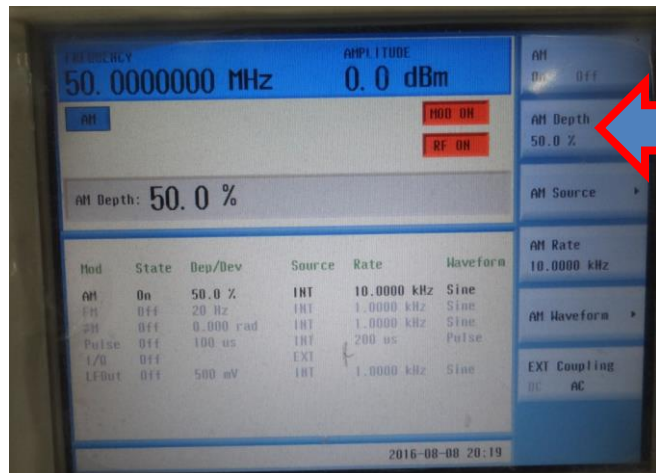 FREQUENCY AMPLITUDE
50.0000000 MHz 0.0 dBm
AM
MOD ON
RF ON
AM Depth: 50.0 %
Mod State Dep/Dev Source Rate Waveform
AM On 50.0 % INT 10.0000 kHz Sine
FM Off 20 Hz INT 1.0000 kHz Sine
ΦM Off 0.000 rad INT 1.0000 kHz Sine
Pulse Off 100 us INT 200 us Pulse
I/Q Off EXT
LFOut Off 500 mV INT 1.0000 kHz Sine
2016-08-08 20:19
AM
On Off
AM Depth
50.0 %
AM Source
AM Rate
10.0000 kHz
AM Waveform
EXT Coupling
DC AC